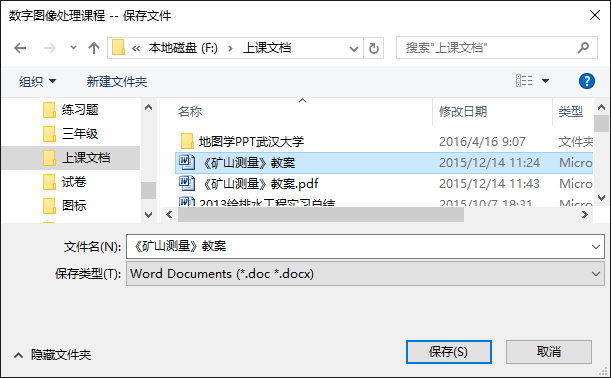 数字图像处理课程 -- 保存文件
« 本地磁盘 (F:) 上课文档 搜索"上课文档"
组织 新建文件夹
名称 修改日期 类型
练习题
三年级
上课文档
试卷
图标
地图学PPT武汉大学 2016/4/16 9:07 文件夹
《矿山测量》教案 2015/12/14 11:24 Micro
《矿山测量》教案.pdf 2015/12/14 11:43 Micro
2013给排水工程实习总结 2015/10/7 18:31
文件名(N): 《矿山测量》教案
保存类型(T): Word Documents (*.doc *.docx)
隐藏文件夹 保存(S) 取消